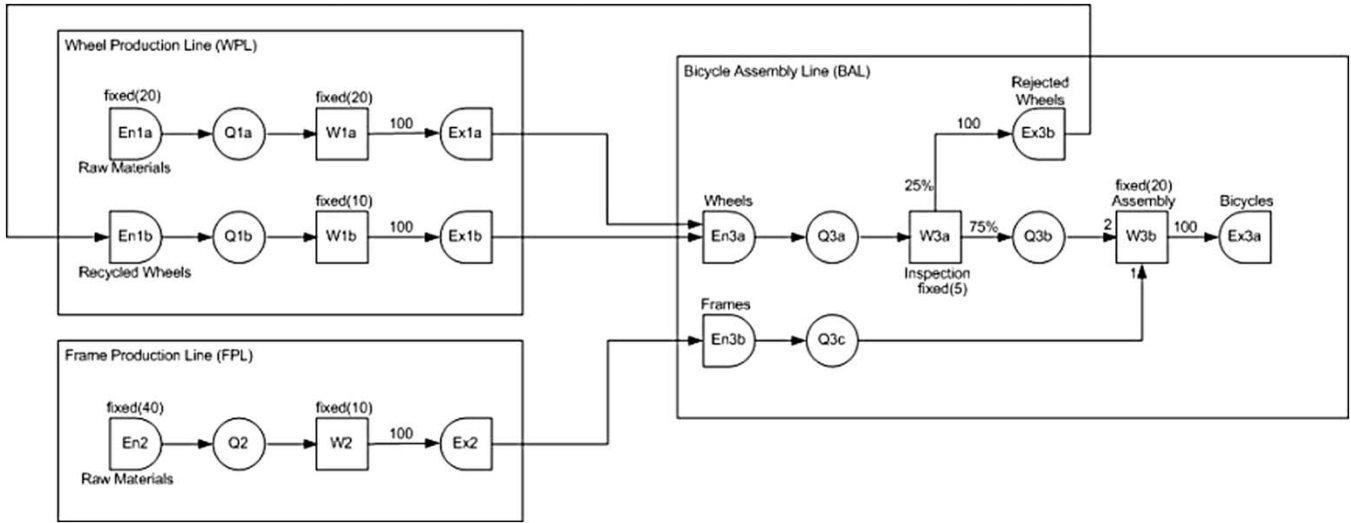 Wheel Production Line (WPL)
fixed(20)
fixed(20)
En1a
Q1a
W1a
100
Ex1a
Raw Materials
fixed(10)
En1b
Q1b
W1b
100
Ex1b
Recycled Wheels
Frame Production Line (FPL)
fixed(40)
fixed(10)
En2
Q2
W2
100
Ex2
Raw Materials
Bicycle Assembly Line (BAL)
Rejected
Wheels
100
Ex3b
25%
Wheels
fixed(20)
Assembly
Bicycles
En3a
Q3a
W3a
75%
Q3b
2
W3b
100
Ex3a
Inspection
fixed(5)
1
Frames
En3b
Q3c